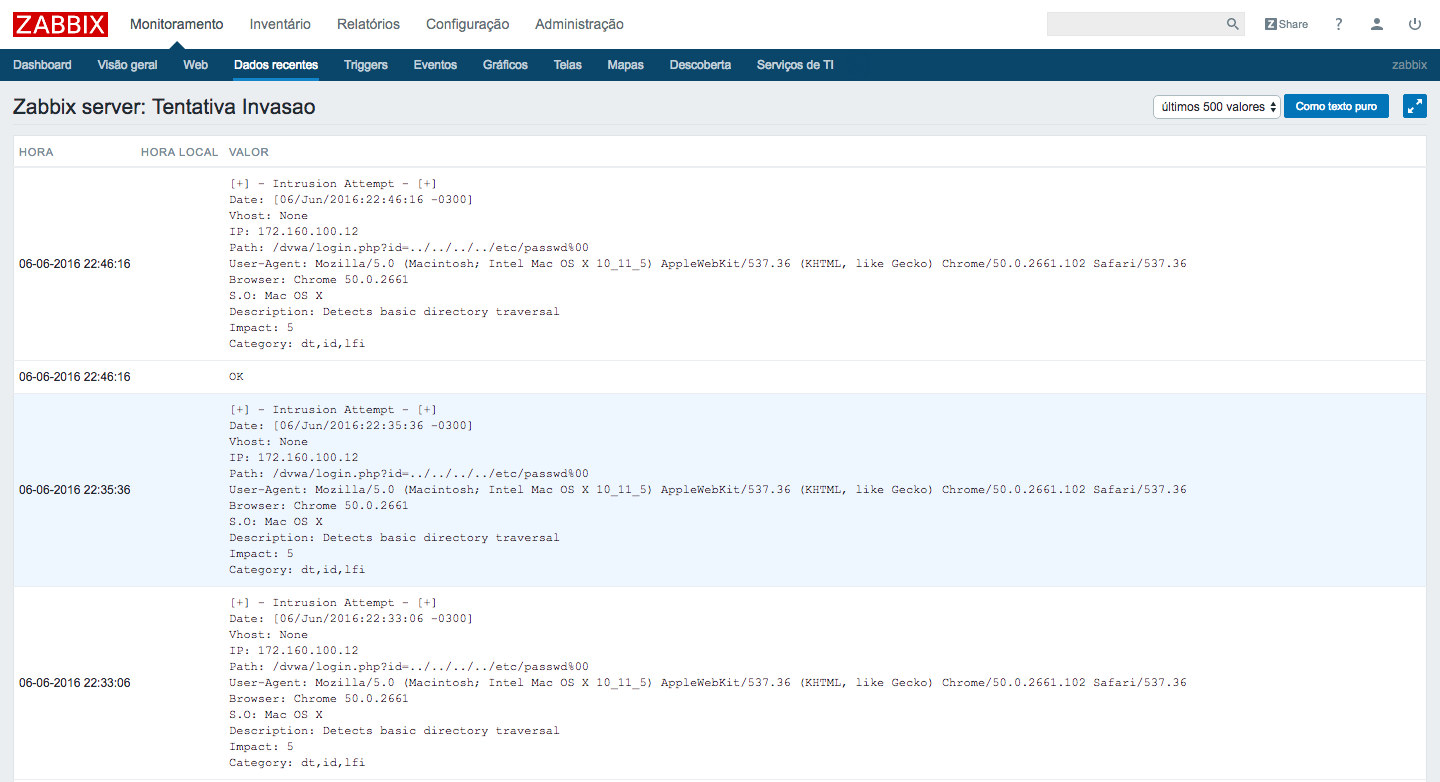 ZABBIX Monitoramento Inventário Relatórios Configuração Administração Z Share ?
Dashboard Visão geral Web Dados recentes Triggers Eventos Gráficos Telas Mapas Descoberta Serviços de TI zabbix
Zabbix server: Tentativa Invasao últimos 500 valores Como texto puro
HORA HORA LOCAL VALOR
[+] - Intrusion Attempt - [+]
Date: [06/Jun/2016:22:46:16 -0300]
Vhost: None
IP: 172.160.100.12
Path: /dvwa/login.php?id=../../../../etc/passwd%00
06-06-2016 22:46:16 User-Agent: Mozilla/5.0 (Macintosh; Intel Mac OS X 10_11_5) AppleWebKit/537.36 (KHTML, like Gecko) Chrome/50.0.2661.102 Safari/537.36
Browser: Chrome 50.0.2661
S.O: Mac OS X
Description: Detects basic directory traversal
Impact: 5
Category: dt,id,lfi
06-06-2016 22:46:16 OK
[+] - Intrusion Attempt - [+]
Date: [06/Jun/2016:22:35:36 -0300]
Vhost: None
IP: 172.160.100.12
Path: /dvwa/login.php?id=../../../../etc/passwd%00
06-06-2016 22:35:36 User-Agent: Mozilla/5.0 (Macintosh; Intel Mac OS X 10_11_5) AppleWebKit/537.36 (KHTML, like Gecko) Chrome/50.0.2661.102 Safari/537.36
Browser: Chrome 50.0.2661
S.O: Mac OS X
Description: Detects basic directory traversal
Impact: 5
Category: dt,id,lfi
[+] - Intrusion Attempt - [+]
Date: [06/Jun/2016:22:33:06 -0300]
Vhost: None
IP: 172.160.100.12
Path: /dvwa/login.php?id=../../../../etc/passwd%00
06-06-2016 22:33:06 User-Agent: Mozilla/5.0 (Macintosh; Intel Mac OS X 10_11_5) AppleWebKit/537.36 (KHTML, like Gecko) Chrome/50.0.2661.102 Safari/537.36
Browser: Chrome 50.0.2661
S.O: Mac OS X
Description: Detects basic directory traversal
Impact: 5
Category: dt,id,lfi